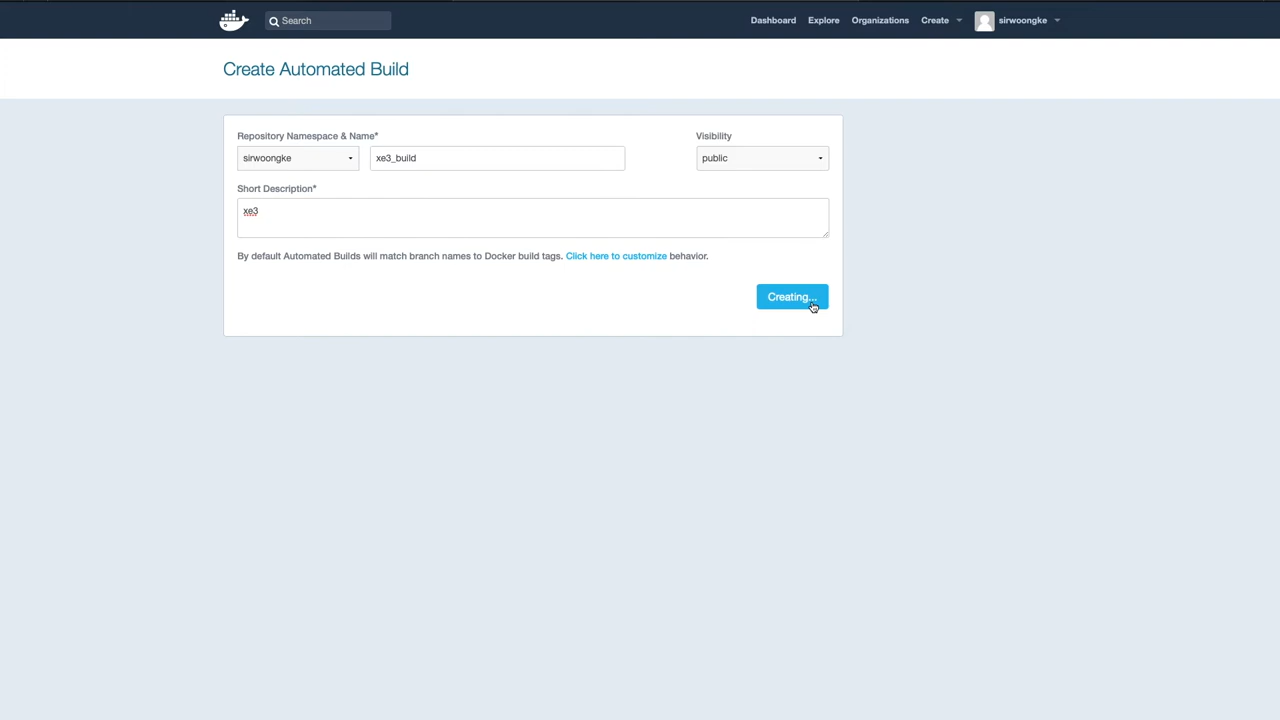 Search
Dashboard Explore Organizations Create sirwoongke
Create Automated Build
Repository Namespace & Name* Visibility
sirwoongke xe3_build public
Short Description*
xe3
By default Automated Builds will match branch names to Docker build tags. Click here to customize behavior.
Creating...